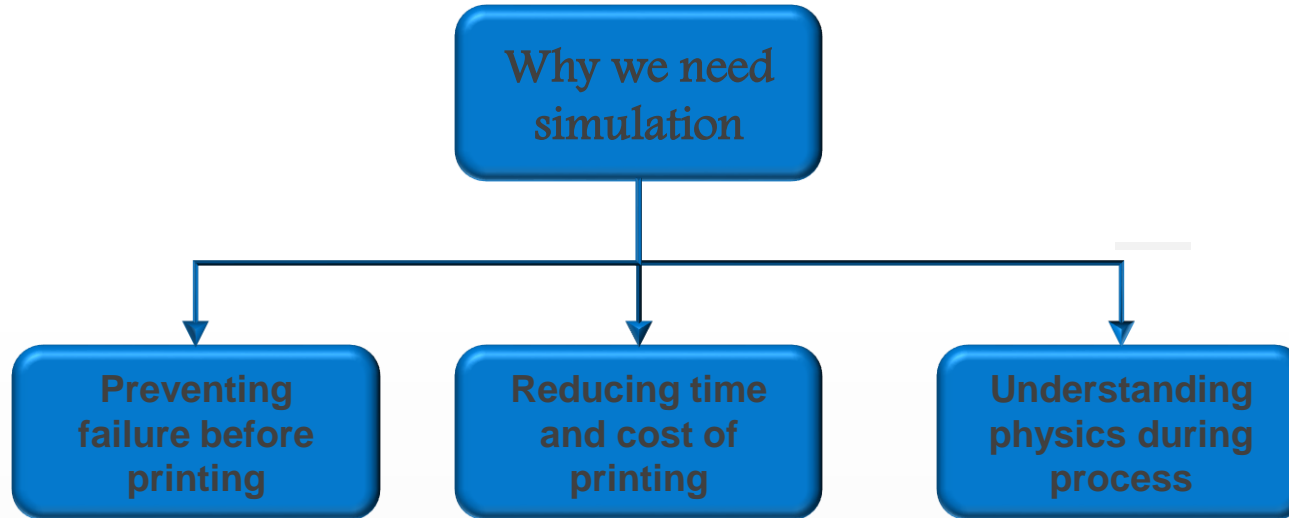 Why we need
simulation
Preventing
failure before
printing
Reducing time
and cost of
printing
Understanding
physics during
process